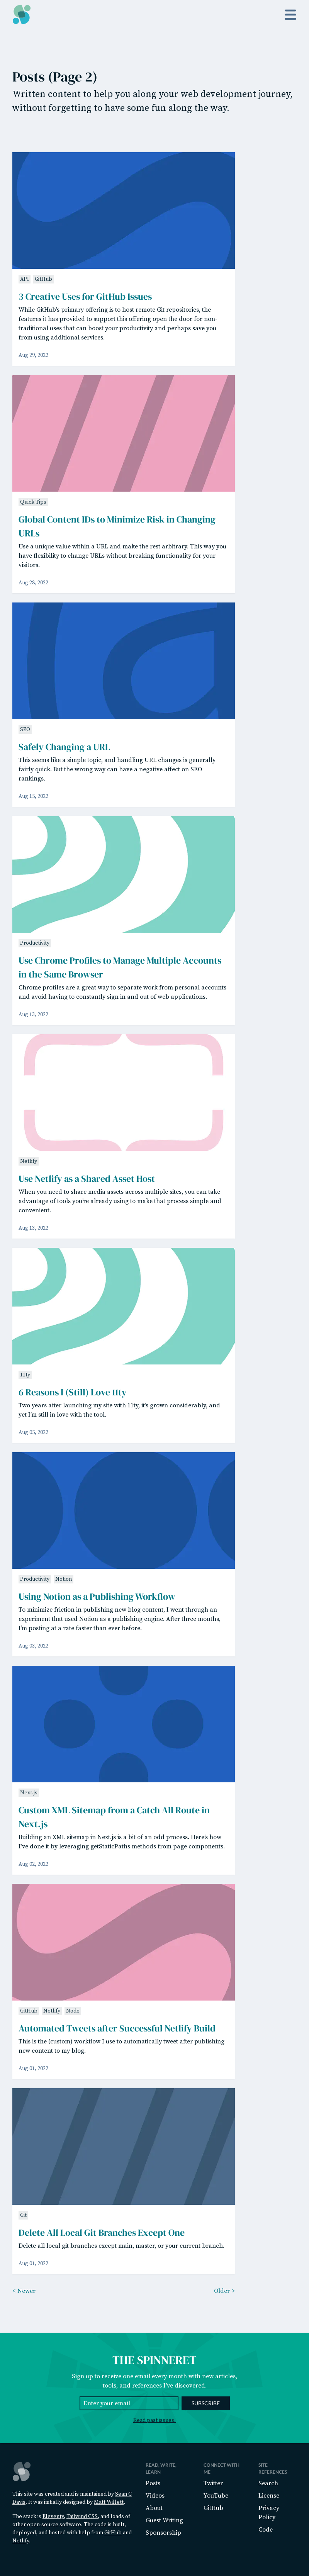 Posts (Page 2)
Written content to help you along your web development journey,
without forgetting to have some fun along the way.
API GitHub
3 Creative Uses for GitHub Issues
While GitHub's primary offering is to host remote Git repositories, the
features it has provided to support this offering open the door for non-
traditional uses that can boost your productivity and perhaps save you
from using additional services.
Aug 29, 2022
Quick Tips
Global Content IDs to Minimize Risk in Changing
URLs
Use a unique value within a URL and make the rest arbitrary. This way you
have flexibility to change URLs without breaking functionality for your
visitors.
Aug 28, 2022
SEO
Safely Changing a URL
This seems like a simple topic, and handling URL changes is generally
fairly quick. But the wrong way can have a negative affect on SEO
rankings.
Aug 15, 2022
Productivity
Use Chrome Profiles to Manage Multiple Accounts
in the Same Browser
Chrome profiles are a great way to separate work from personal accounts
and avoid having to constantly sign in and out of web applications.
Aug 13, 2022
Netlify
Use Netlify as a Shared Asset Host
When you need to share media assets across multiple sites, you can take
advantage of tools you're already using to make that process simple and
convenient.
Aug 13, 2022
11ty
6 Reasons I (Still) Love 11ty
Two years after launching my site with 11ty, it's grown considerably, and
yet I'm still in love with the tool.
Aug 05, 2022
Productivity Notion
Using Notion as a Publishing Workflow
To minimize friction in publishing new blog content, I went through an
experiment that used Notion as a publishing engine. After three months,
I'm posting at a rate faster than ever before.
Aug 03, 2022
Next.js
Custom XML Sitemap from a Catch All Route in
Next.js
Building an XML sitemap in Next.js is a bit of an odd process. Here's how
I've done it by leveraging getStaticPaths methods from page components.
Aug 02, 2022
GitHub Netlify Node
Automated Tweets after Successful Netlify Build
This is the (custom) workflow I use to automatically tweet after publishing
new content to my blog.
Aug 01, 2022
Git
Delete All Local Git Branches Except One
Delete all local git branches except main, master, or your current branch.
Aug 01, 2022
< Newer
Older >
THE SPINNERET
Sign up to receive one email every month with new articles,
tools, and references I've discovered.
Enter your email
SUBSCRIBE
Read past issues.
This site was designed and is maintained by Sean C
Davis. It was initially designed by Matt Willett.
The stack is Eleventy, Tailwind CSS, and loads of
other open-source software. The code is built,
deployed, and hosted with help from GitHub and
Netlify.
READ, WRITE,
LEARN
Posts
Videos
About
Guest Writing
Sponsorship
CONNECT WITH
ME
Twitter
YouTube
GitHub
SITE
REFERENCES
Search
License
Privacy
Policy
Code